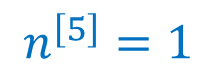 n^[5] = 1